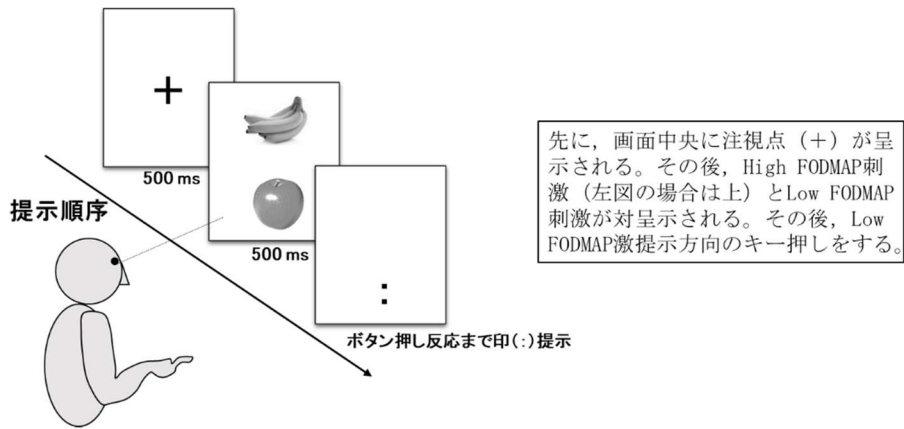 +
500 ms
提示順序
500 ms
:
ボタン押し反応まで印(:)提示
先に，画面中央に注視点（+）が呈
示される。その後，High FODMAP刺
激（左図の場合は上）とLow FODMAP
刺激が対呈示される。その後，Low
FODMAP激提示方向のキー押しをする。